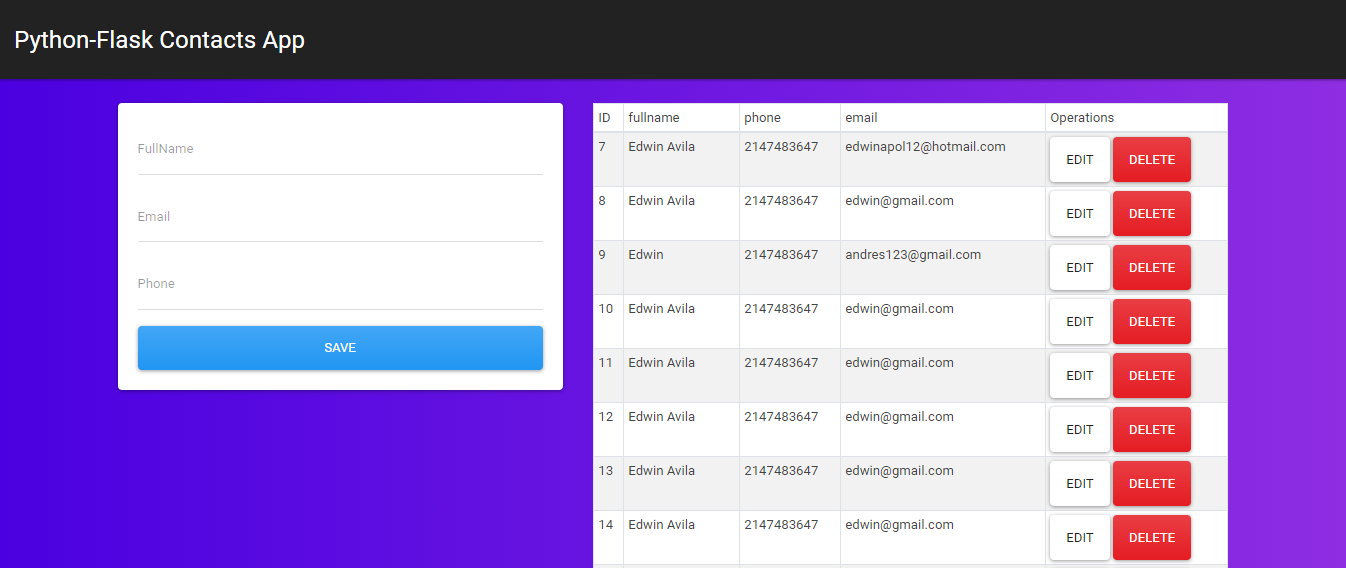 Python-Flask Contacts App
FullName
Email
Phone
SAVE
ID fullname phone email Operations
7 Edwin Avila 2147483647 edwinapol12@hotmail.com EDIT DELETE
8 Edwin Avila 2147483647 edwin@gmail.com EDIT DELETE
9 Edwin 2147483647 andres123@gmail.com EDIT DELETE
10 Edwin Avila 2147483647 edwin@gmail.com EDIT DELETE
11 Edwin Avila 2147483647 edwin@gmail.com EDIT DELETE
12 Edwin Avila 2147483647 edwin@gmail.com EDIT DELETE
13 Edwin Avila 2147483647 edwin@gmail.com EDIT DELETE
14 Edwin Avila 2147483647 edwin@gmail.com EDIT DELETE